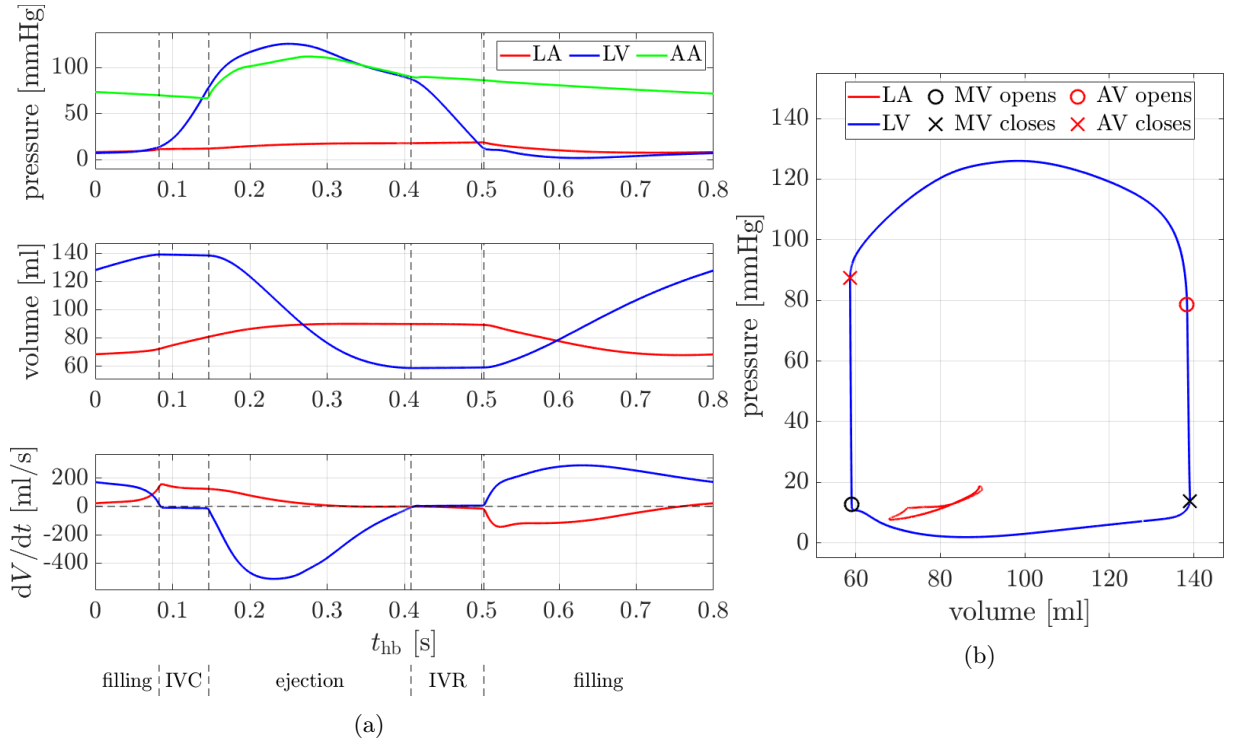 pressure [mmHg]
100
50
0
LA LV AA
0 0.1 0.2 0.3 0.4 0.5 0.6 0.7 0.8
volume [ml]
140
120
100
80
60
0 0.1 0.2 0.3 0.4 0.5 0.6 0.7 0.8
dV/dt [ml/s]
200
0
-200
-400
0 0.1 0.2 0.3 0.4 0.5 0.6 0.7 0.8
t_hb [s]
filling IVC ejection IVR filling
(a)
pressure [mmHg]
LA MV opens AV opens
LV MV closes AV closes
140
120
100
80
60
40
20
0
60 80 100 120 140
volume [ml]
(b)